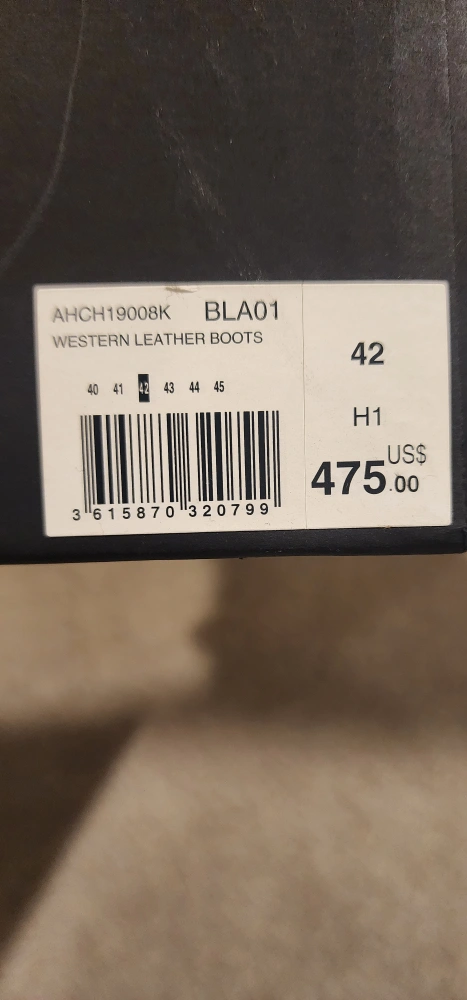 AHCH19008K BLA01
WESTERN LEATHER BOOTS
40 41 42 43 44 45
3 615870 320799
42
H1
US$
475.00